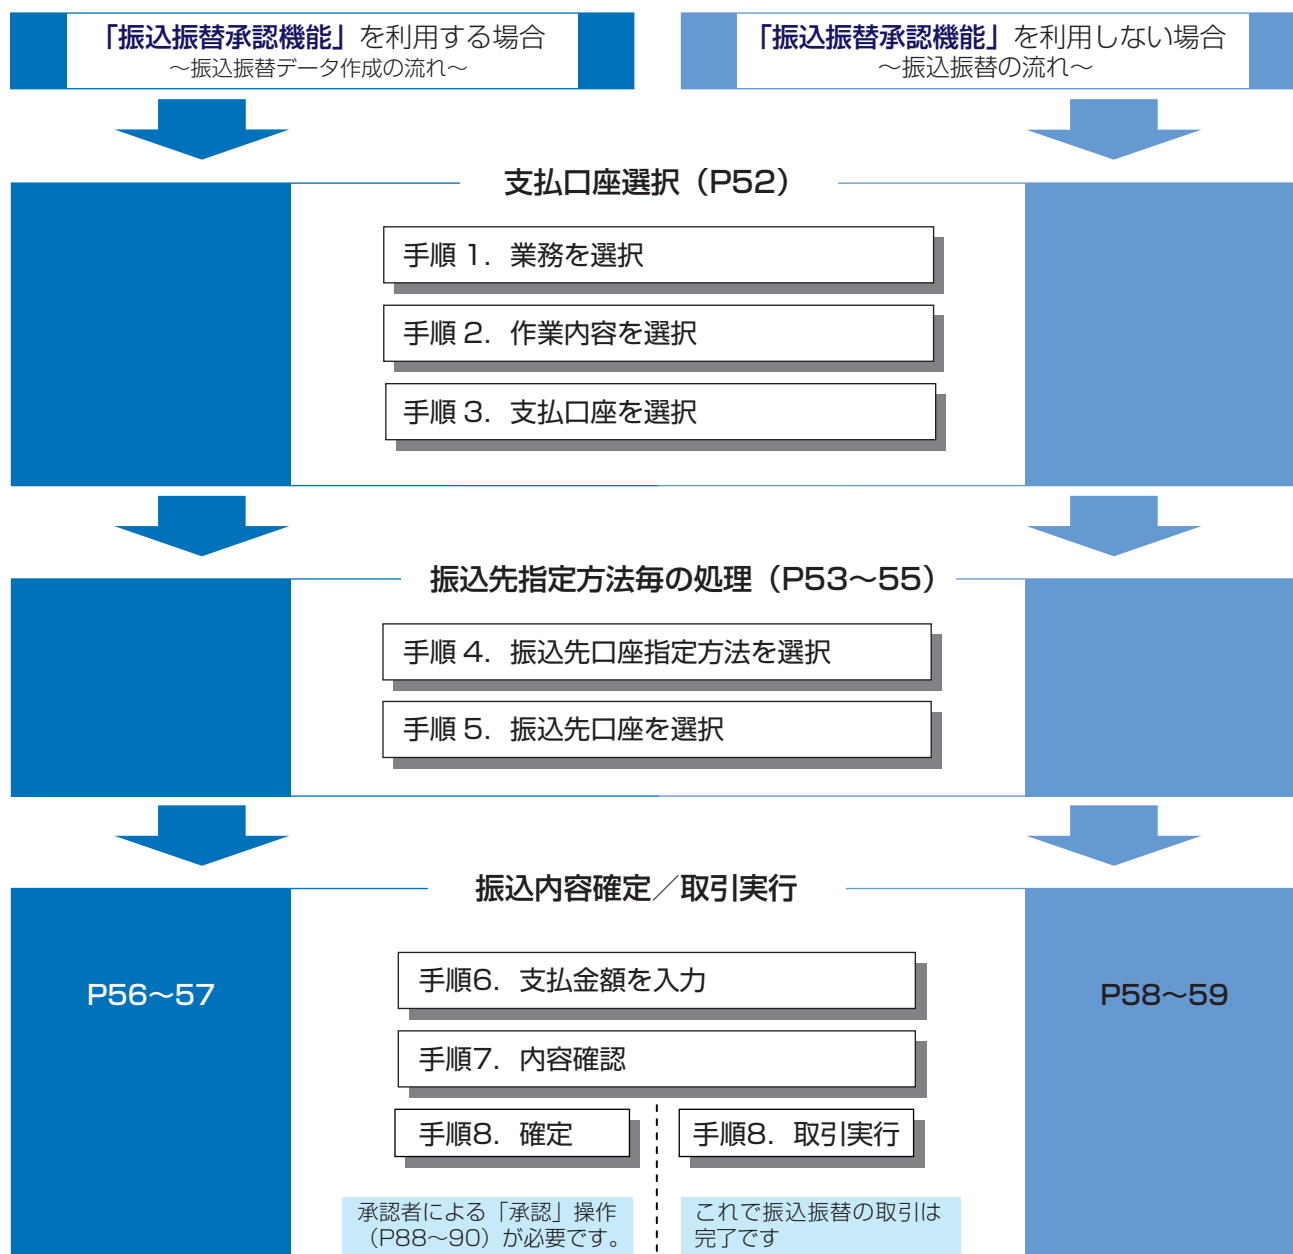 「振込振替承認機能」を利用する場合
～振込振替データ作成の流れ～
「振込振替承認機能」を利用しない場合
～振込振替の流れ～
支払口座選択（P52）
手順 1．業務を選択
手順 2．作業内容を選択
手順 3．支払口座を選択
振込先指定方法毎の処理（P53～55）
手順 4．振込先口座指定方法を選択
手順 5．振込先口座を選択
振込内容確定／取引実行
P56～57
P58～59
手順6．支払金額を入力
手順7．内容確認
手順8．確定
手順8．取引実行
承認者による「承認」操作
（P88～90）が必要です。
これで振込振替の取引は
完了です